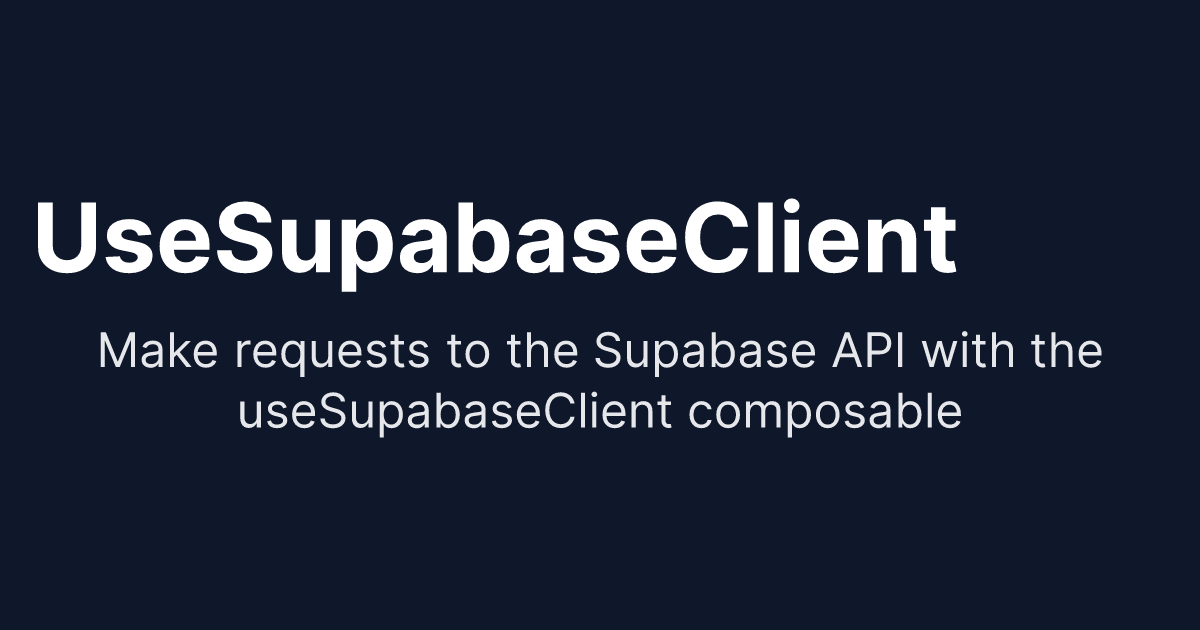 UseSupabaseClient
Make requests to the Supabase API with the
useSupabaseClient composable